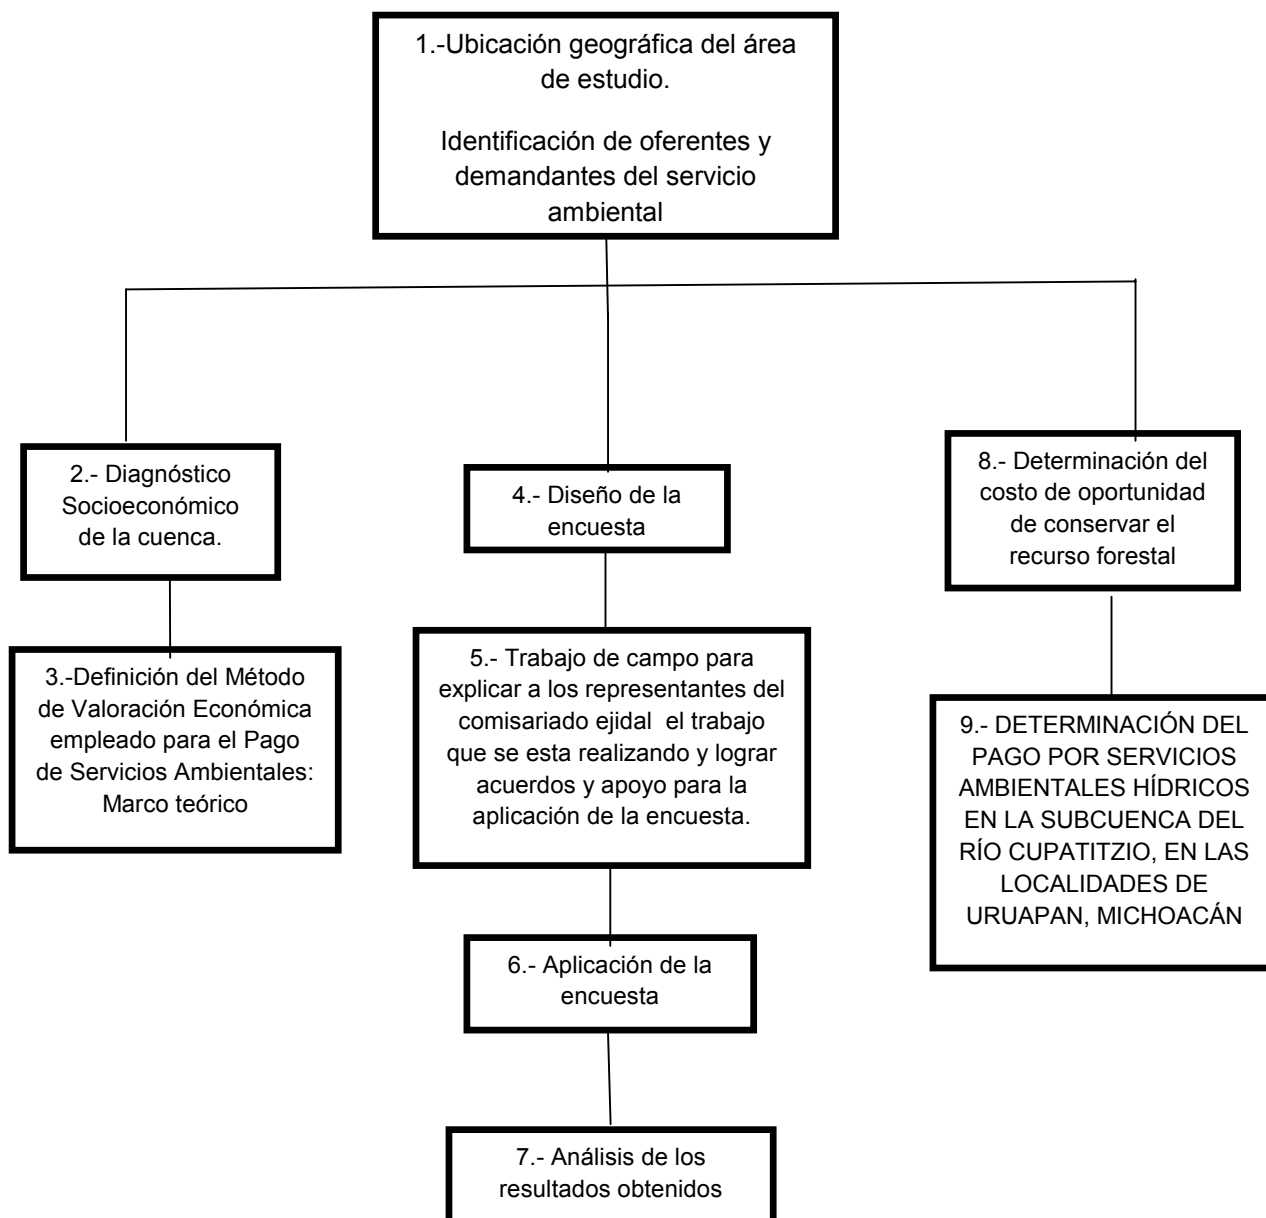 1.-Ubicación geográfica del área
de estudio.
Identificación de oferentes y
demandantes del servicio
ambiental
2.- Diagnóstico
Socioeconómico
de la cuenca.
3.-Definición del Método
de Valoración Económica
empleado para el Pago
de Servicios Ambientales:
Marco teórico
4.- Diseño de la
encuesta
5.- Trabajo de campo para
explicar a los representantes del
comisariado ejidal el trabajo
que se esta realizando y lograr
acuerdos y apoyo para la
aplicación de la encuesta.
6.- Aplicación de la
encuesta
7.- Análisis de los
resultados obtenidos
8.- Determinación del
costo de oportunidad
de conservar el
recurso forestal
9.- DETERMINACIÓN DEL
PAGO POR SERVICIOS
AMBIENTALES HÍDRICOS
EN LA SUBCUENCA DEL
RÍO CUPATITZIO, EN LAS
LOCALIDADES DE
URUAPAN, MICHOACÁN